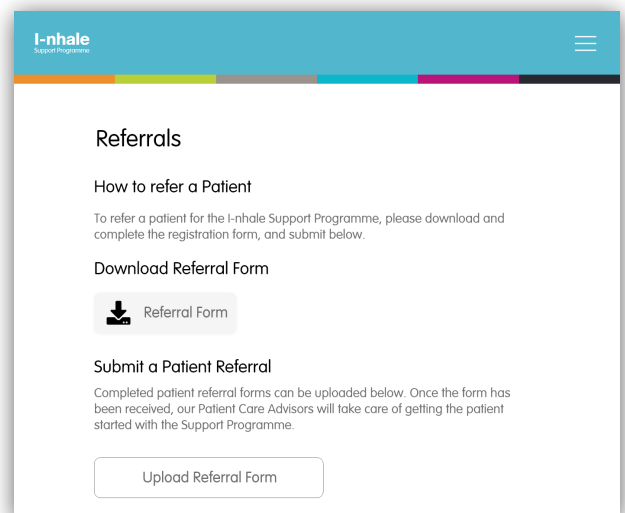 I-nhale
Support Programme
Referrals
How to refer a Patient
To refer a patient for the I-nhale Support Programme, please download and
complete the registration form, and submit below.
Download Referral Form
Referral Form
Submit a Patient Referral
Completed patient referral forms can be uploaded below. Once the form has
been received, our Patient Care Advisors will take care of getting the patient
started with the Support Programme.
Upload Referral Form